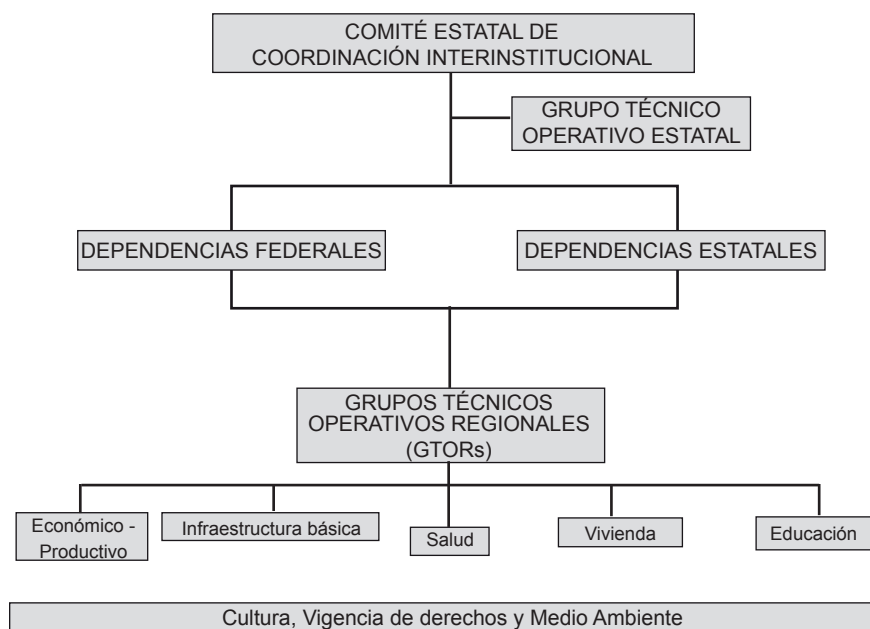 COMITÉ ESTATAL DE
COORDINACIÓN INTERINSTITUCIONAL
GRUPO TÉCNICO
OPERATIVO ESTATAL
DEPENDENCIAS FEDERALES
DEPENDENCIAS ESTATALES
GRUPOS TÉCNICOS
OPERATIVOS REGIONALES
(GTORs)
Económico -
Productivo
Infraestructura básica
Salud
Vivienda
Educación
Cultura, Vigencia de derechos y Medio Ambiente